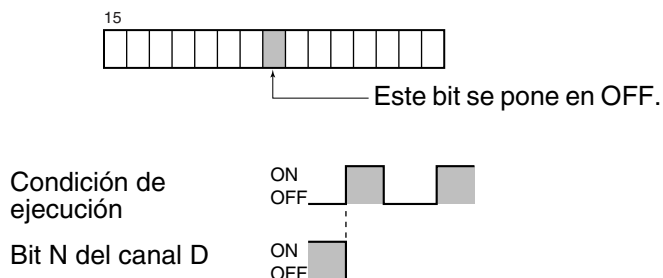 15
Este bit se pone en OFF.
Condición de
ejecución
ON
OFF
Bit N del canal D
ON
OFF